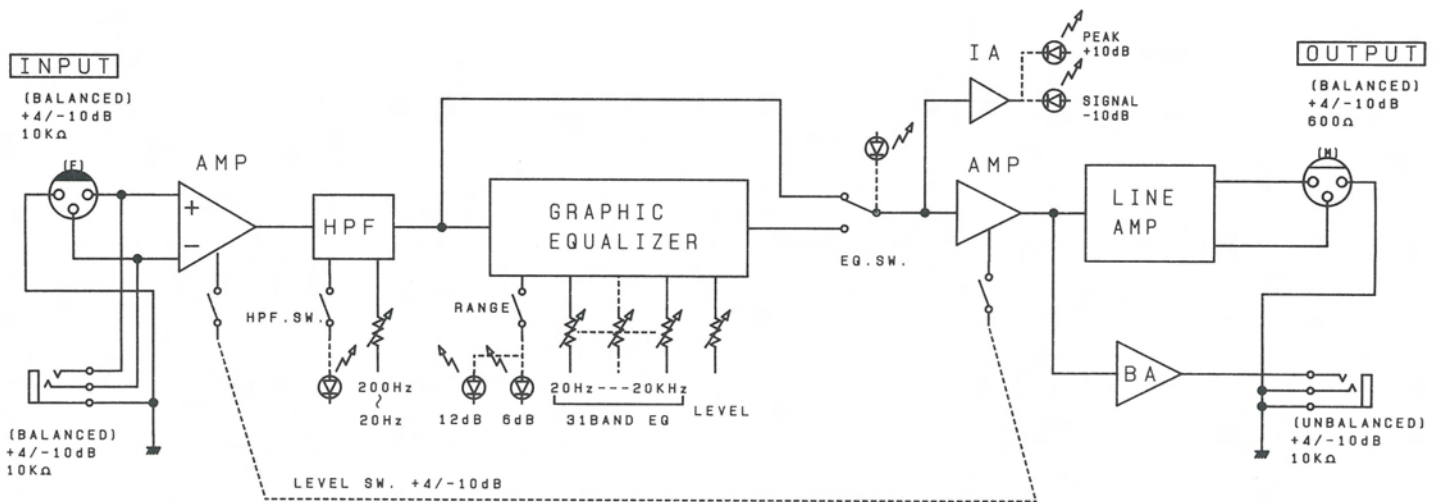 INPUT
(BALANCED)
+4/-10dB
10KΩ
(F)
AMP
+
−
HPF
HPF.SW.
200Hz
~
20Hz
GRAPHIC
EQUALIZER
RANGE
12dB
6dB
20Hz---20KHz
31BAND EQ
LEVEL
EQ.SW.
IA
PEAK
+10dB
SIGNAL
-10dB
AMP
LINE
AMP
BA
OUTPUT
(BALANCED)
+4/-10dB
600Ω
(M)
(BALANCED)
+4/-10dB
10KΩ
LEVEL SW. +4/-10dB
(UNBALANCED)
+4/-10dB
10KΩ